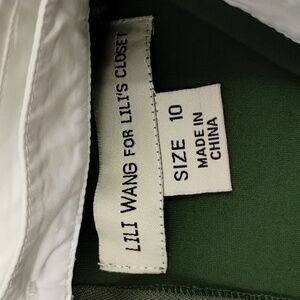 LILI WANG FOR LILI'S CLOSET
SIZE 10
MADE IN
CHINA